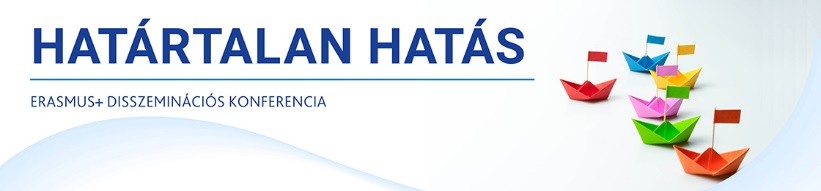 HATÁRTALAN HATÁS
ERASMUS+ DISSZEMINÁCIÓS KONFERENCIA